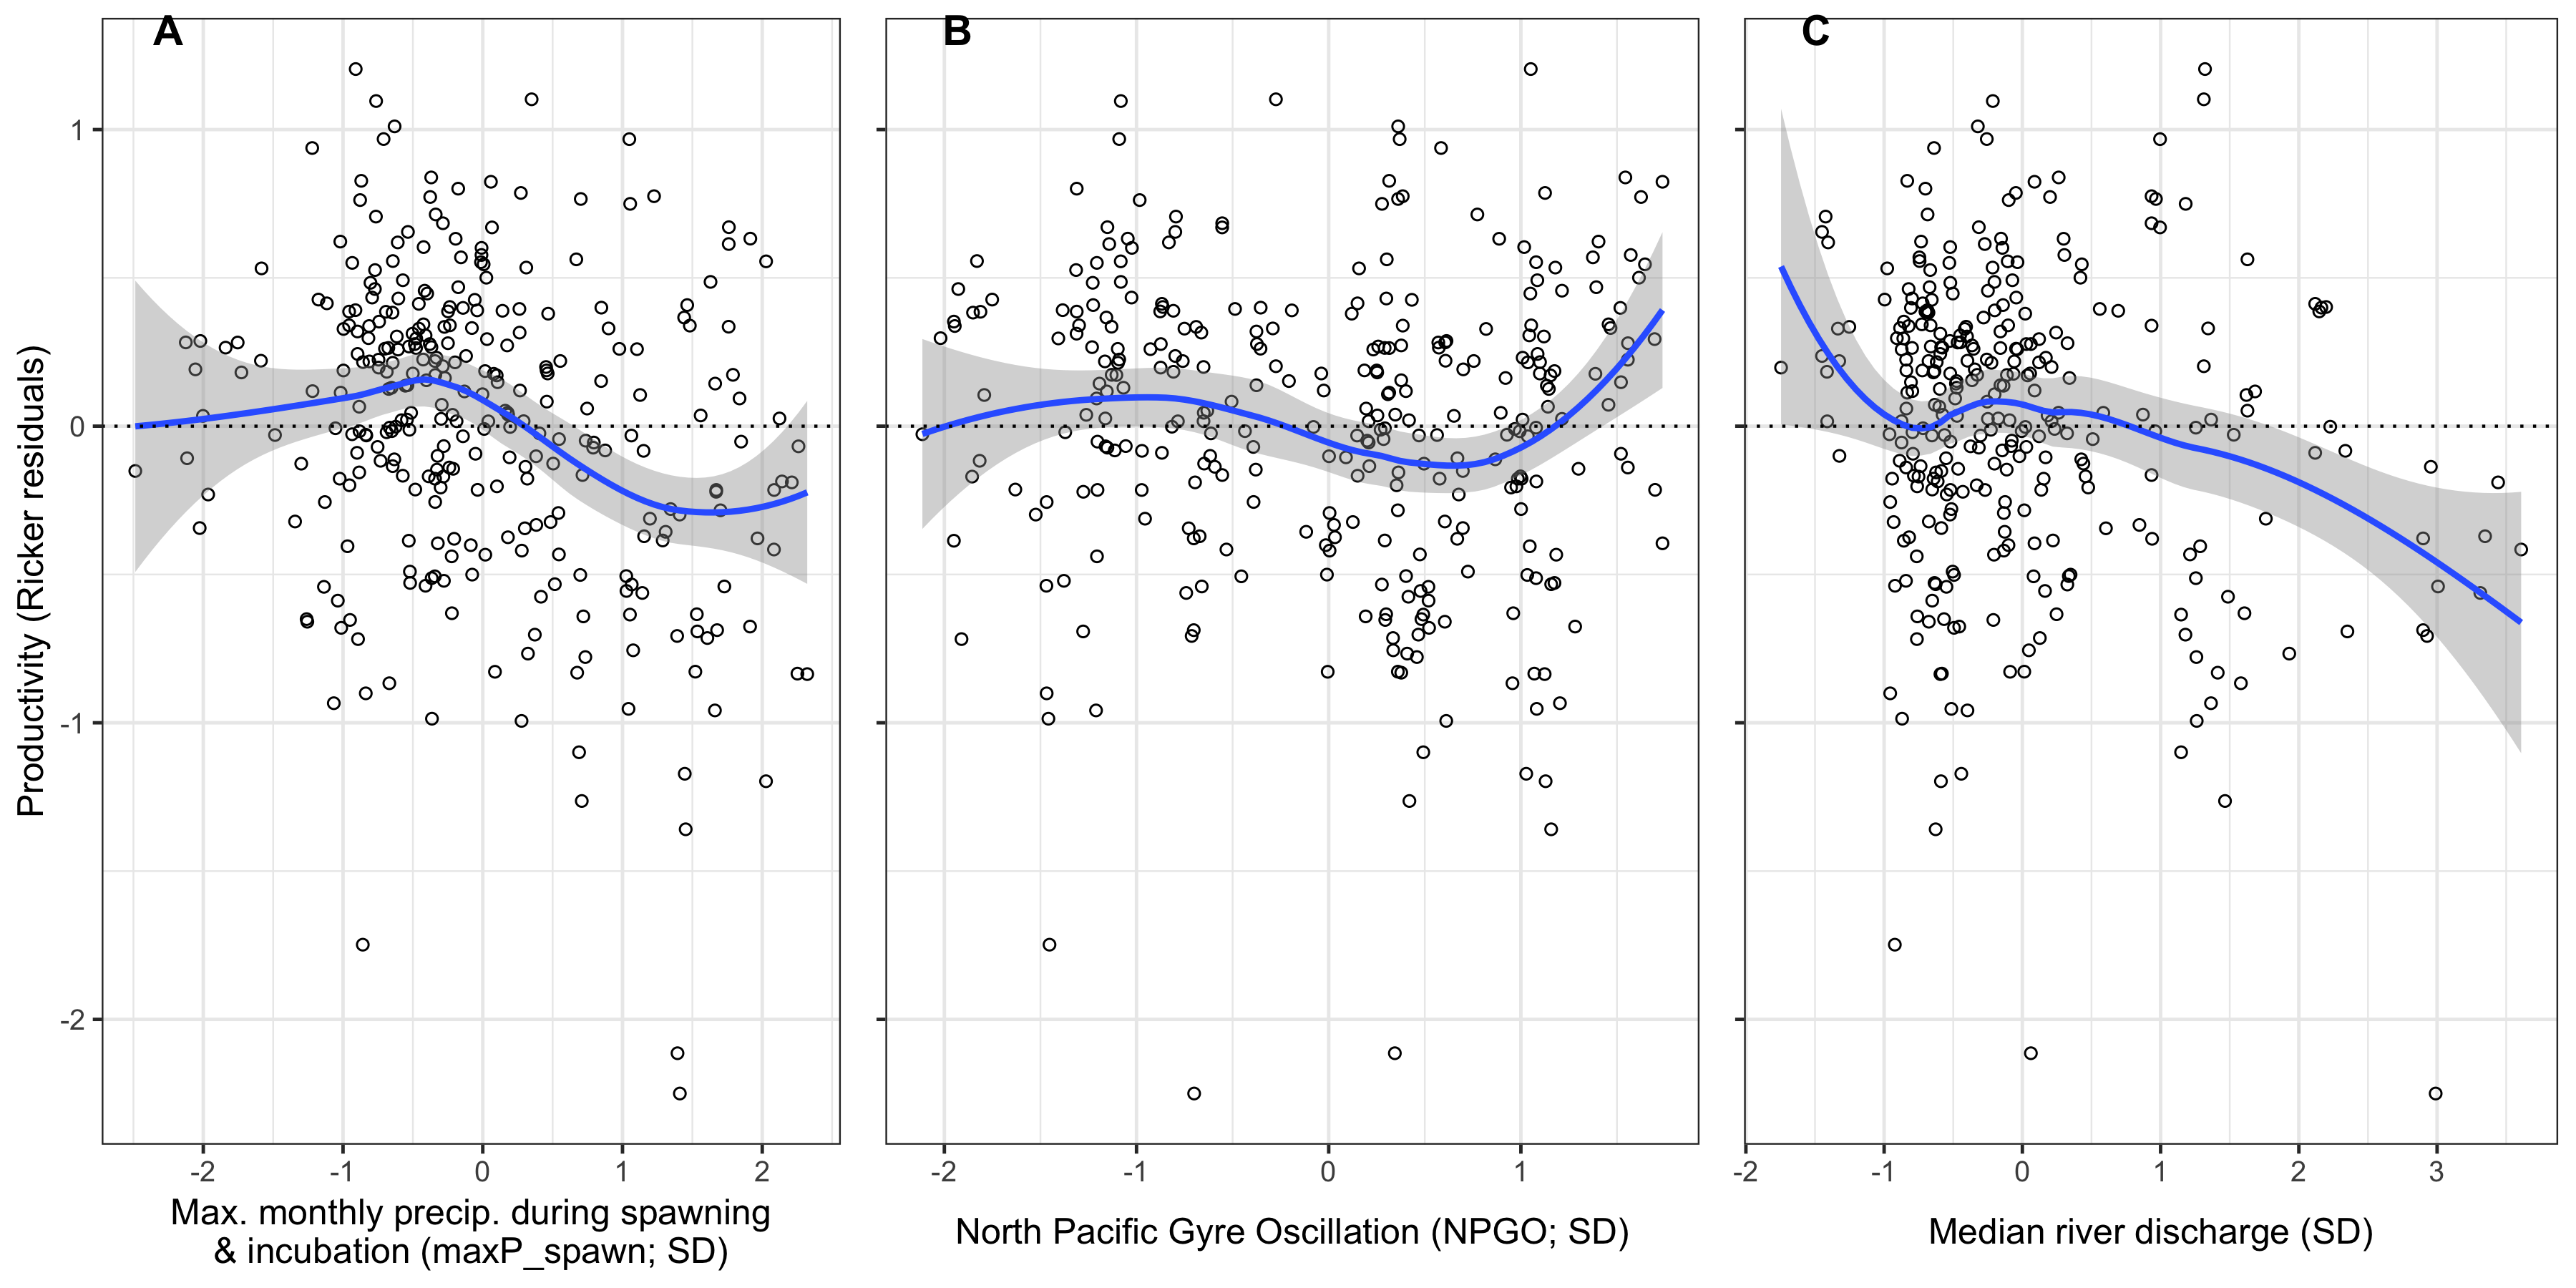 A
B
C
Productivity (Ricker residuals)
1
0
-1
-2
-2 -1 0 1 2
-2 -1 0 1
-2 -1 0 1 2 3
Max. monthly precip. during spawning
& incubation (maxP_spawn; SD)
North Pacific Gyre Oscillation (NPGO; SD)
Median river discharge (SD)